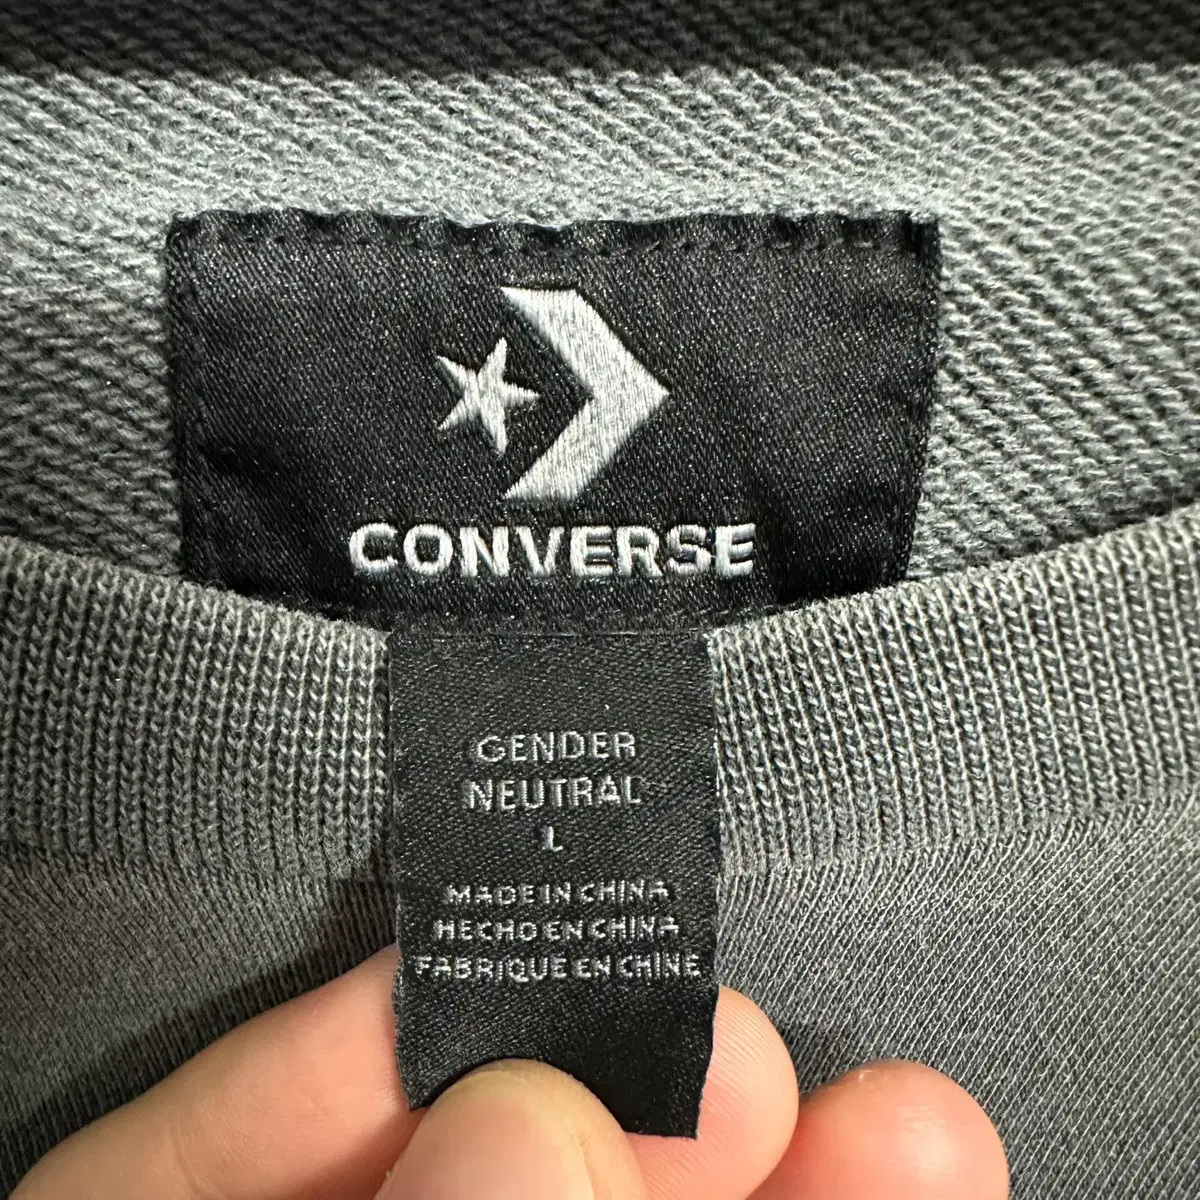 CONVERSE
GENDER
NEUTRAL
L
MADE IN CHINA
HECHO EN CHINA
FABRIQUE EN CHINE